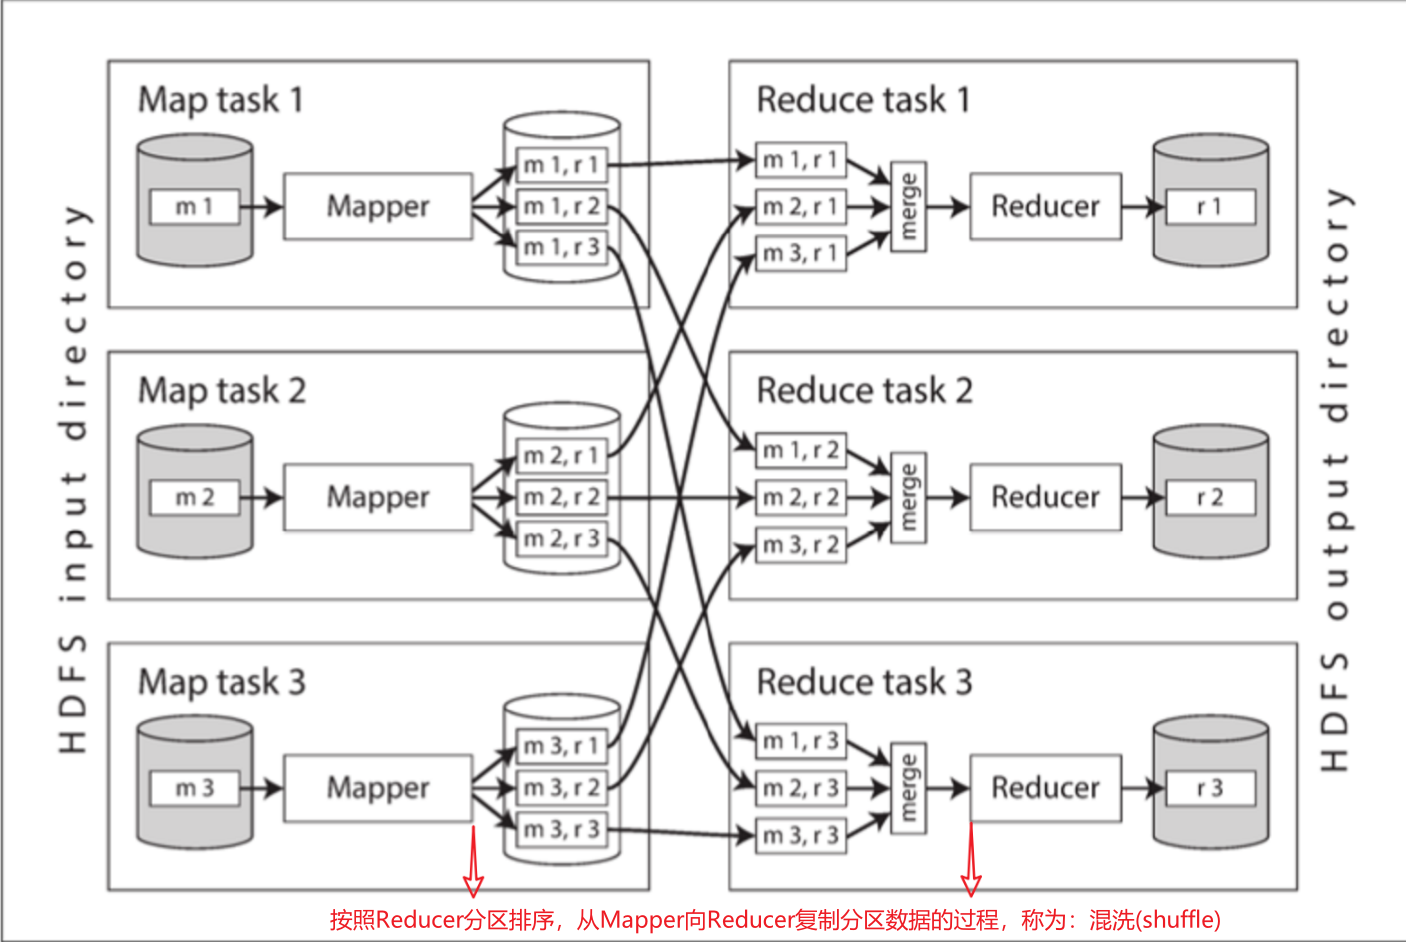 HDFS input directory
Map task 1
m 1
Mapper
m 1, r 1
m 1, r 2
m 1, r 3
Map task 2
m 2
Mapper
m 2, r 1
m 2, r 2
m 2, r 3
Map task 3
m 3
Mapper
m 3, r 1
m 3, r 2
m 3, r 3
Reduce task 1
m 1, r 1
m 2, r 1
m 3, r 1
merge
Reducer
r 1
Reduce task 2
m 1, r 2
m 2, r 2
m 3, r 2
merge
Reducer
r 2
Reduce task 3
m 1, r 3
m 2, r 3
m 3, r 3
merge
Reducer
r 3
HDFS output directory
按照Reducer分区排序，从Mapper向Reducer复制分区数据的过程，称为：混洗(shuffle)